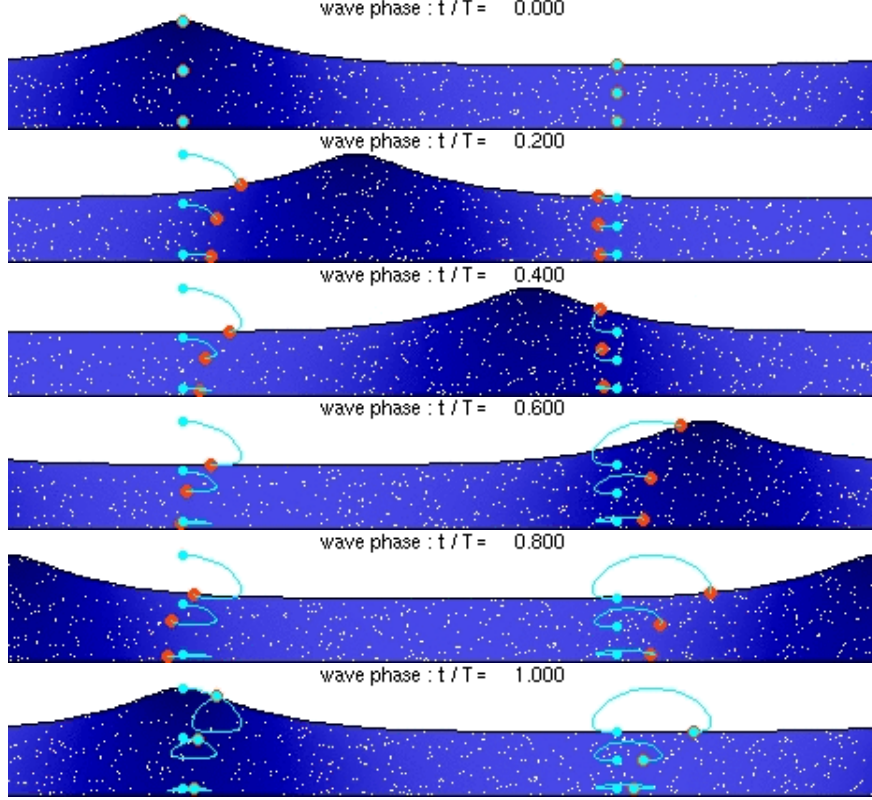 wave phase : t / T = 0.000
wave phase : t / T = 0.200
wave phase : t / T = 0.400
wave phase : t / T = 0.600
wave phase : t / T = 0.800
wave phase : t / T = 1.000